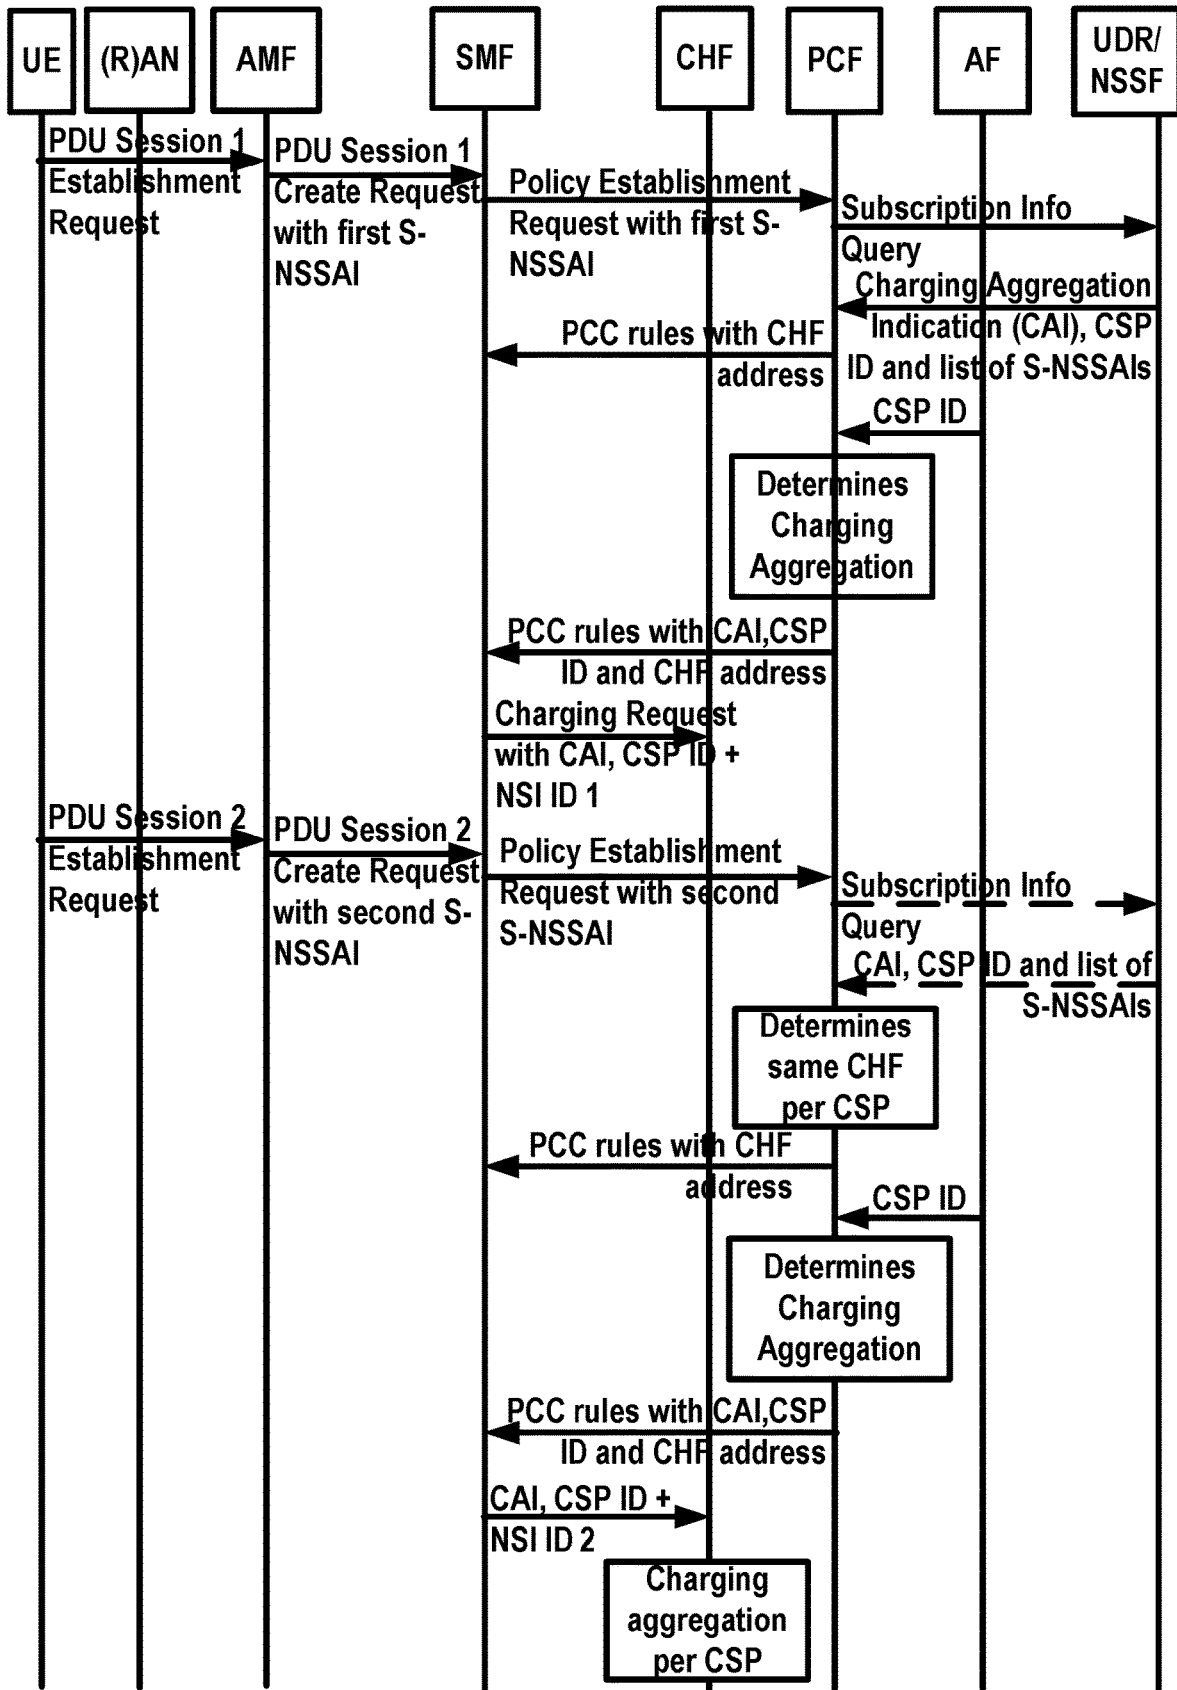 UE
(R)AN
AMF
SMF
CHF
PCF
AF
UDR/
NSSF
PDU Session 1
Establishment
Request
PDU Session 1
Create Request
with first S-
NSSAI
Policy Establishment
Request with first S-
NSSAI
Subscription Info
Query
Charging Aggregation
Indication (CAI), CSP
ID and list of S-NSSAIs
PCC rules with CHF
address
CSP ID
Determines
Charging
Aggregation
PCC rules with CAI,CSP
ID and CHF address
Charging Request
with CAI, CSP ID +
NSI ID 1
PDU Session 2
Establishment
Request
PDU Session 2
Create Request
with second S-
NSSAI
Policy Establishment
Request with second
S-NSSAI
Subscription Info
Query
CAI, CSP ID and list of
S-NSSAIs
Determines
same CHF
per CSP
PCC rules with CHF
address
CSP ID
Determines
Charging
Aggregation
PCC rules with CAI,CSP
ID and CHF address
CAI, CSP ID +
NSI ID 2
Charging
aggregation
per CSP